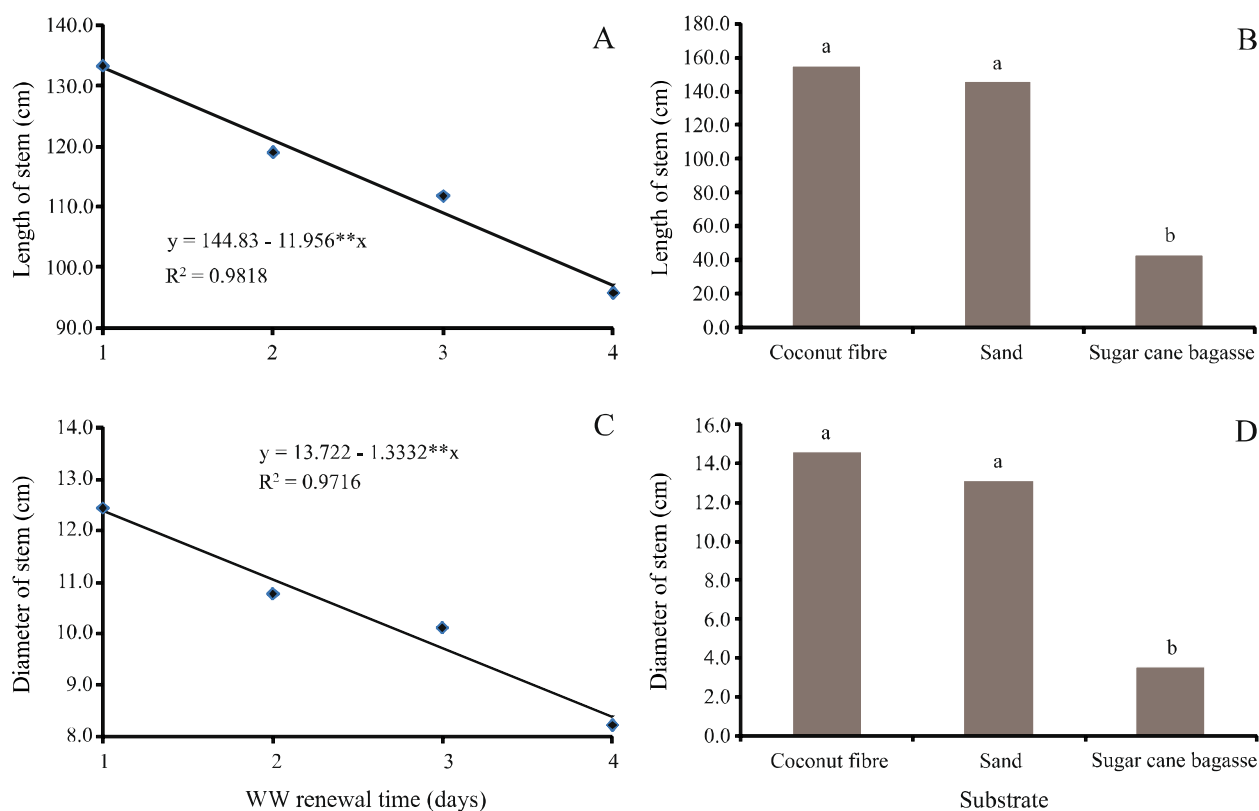 A
Length of stem (cm)
140.0
130.0
120.0
110.0
100.0
90.0
y = 144.83 - 11.956**x
R² = 0.9818
1 2 3 4
B
Length of stem (cm)
180.0
160.0
140.0
120.0
100.0
80.0
60.0
40.0
20.0
0.0
a
a
b
Coconut fibre Sand Sugar cane bagasse
C
Diameter of stem (cm)
14.0
13.0
12.0
11.0
10.0
9.0
8.0
y = 13.722 - 1.3332**x
R² = 0.9716
1 2 3 4
WW renewal time (days)
D
Diameter of stem (cm)
16.0
14.0
12.0
10.0
8.0
6.0
4.0
2.0
0.0
a
a
b
Coconut fibre Sand Sugar cane bagasse
Substrate